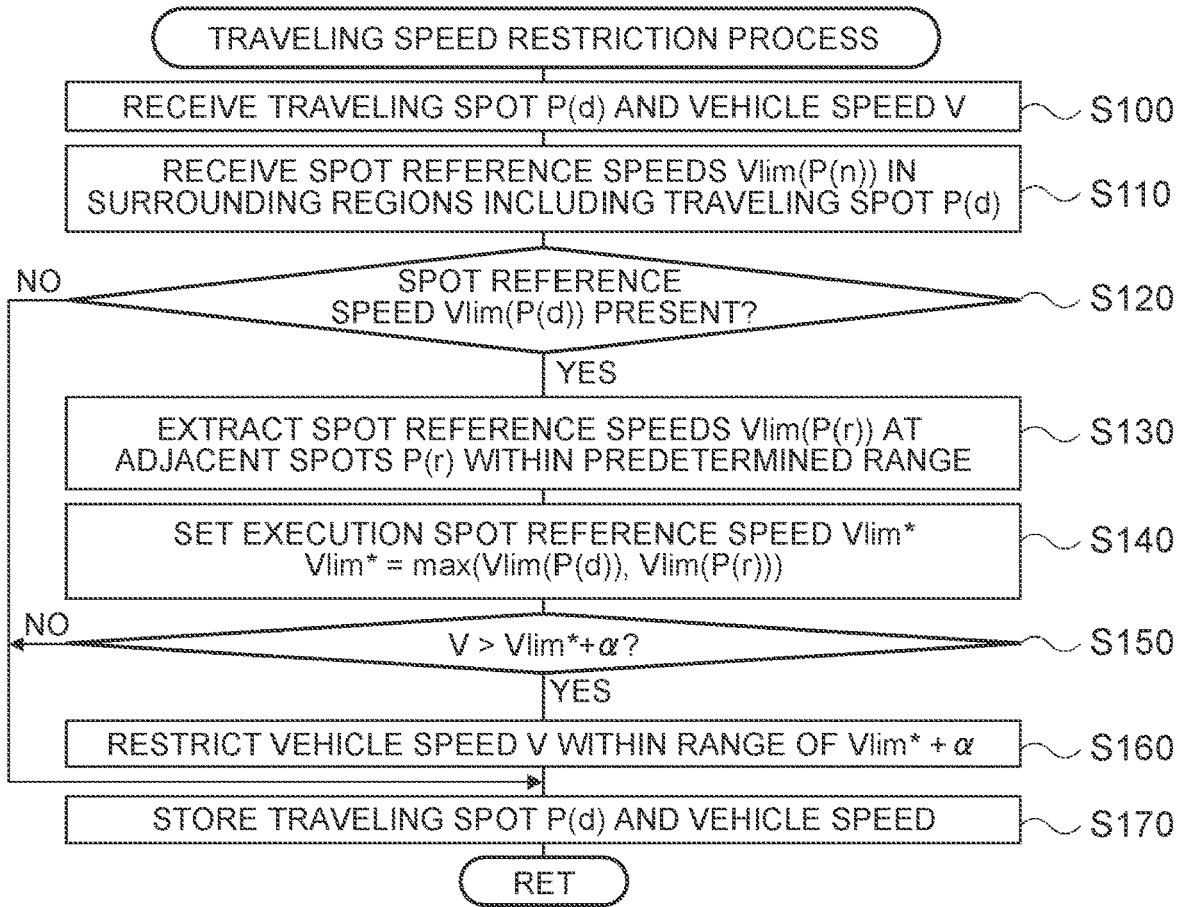 TRAVELING SPEED RESTRICTION PROCESS
RECEIVE TRAVELING SPOT P(d) AND VEHICLE SPEED V
S100
RECEIVE SPOT REFERENCE SPEEDS Vlim(P(n)) IN
SURROUNDING REGIONS INCLUDING TRAVELING SPOT P(d)
S110
NO
SPOT REFERENCE
SPEED Vlim(P(d)) PRESENT?
S120
YES
EXTRACT SPOT REFERENCE SPEEDS Vlim(P(r)) AT
ADJACENT SPOTS P(r) WITHIN PREDETERMINED RANGE
S130
SET EXECUTION SPOT REFERENCE SPEED Vlim*
Vlim* = max(Vlim(P(d)), Vlim(P(r)))
S140
NO
V > Vlim*+α?
S150
YES
RESTRICT VEHICLE SPEED V WITHIN RANGE OF Vlim* + α
S160
STORE TRAVELING SPOT P(d) AND VEHICLE SPEED
S170
RET